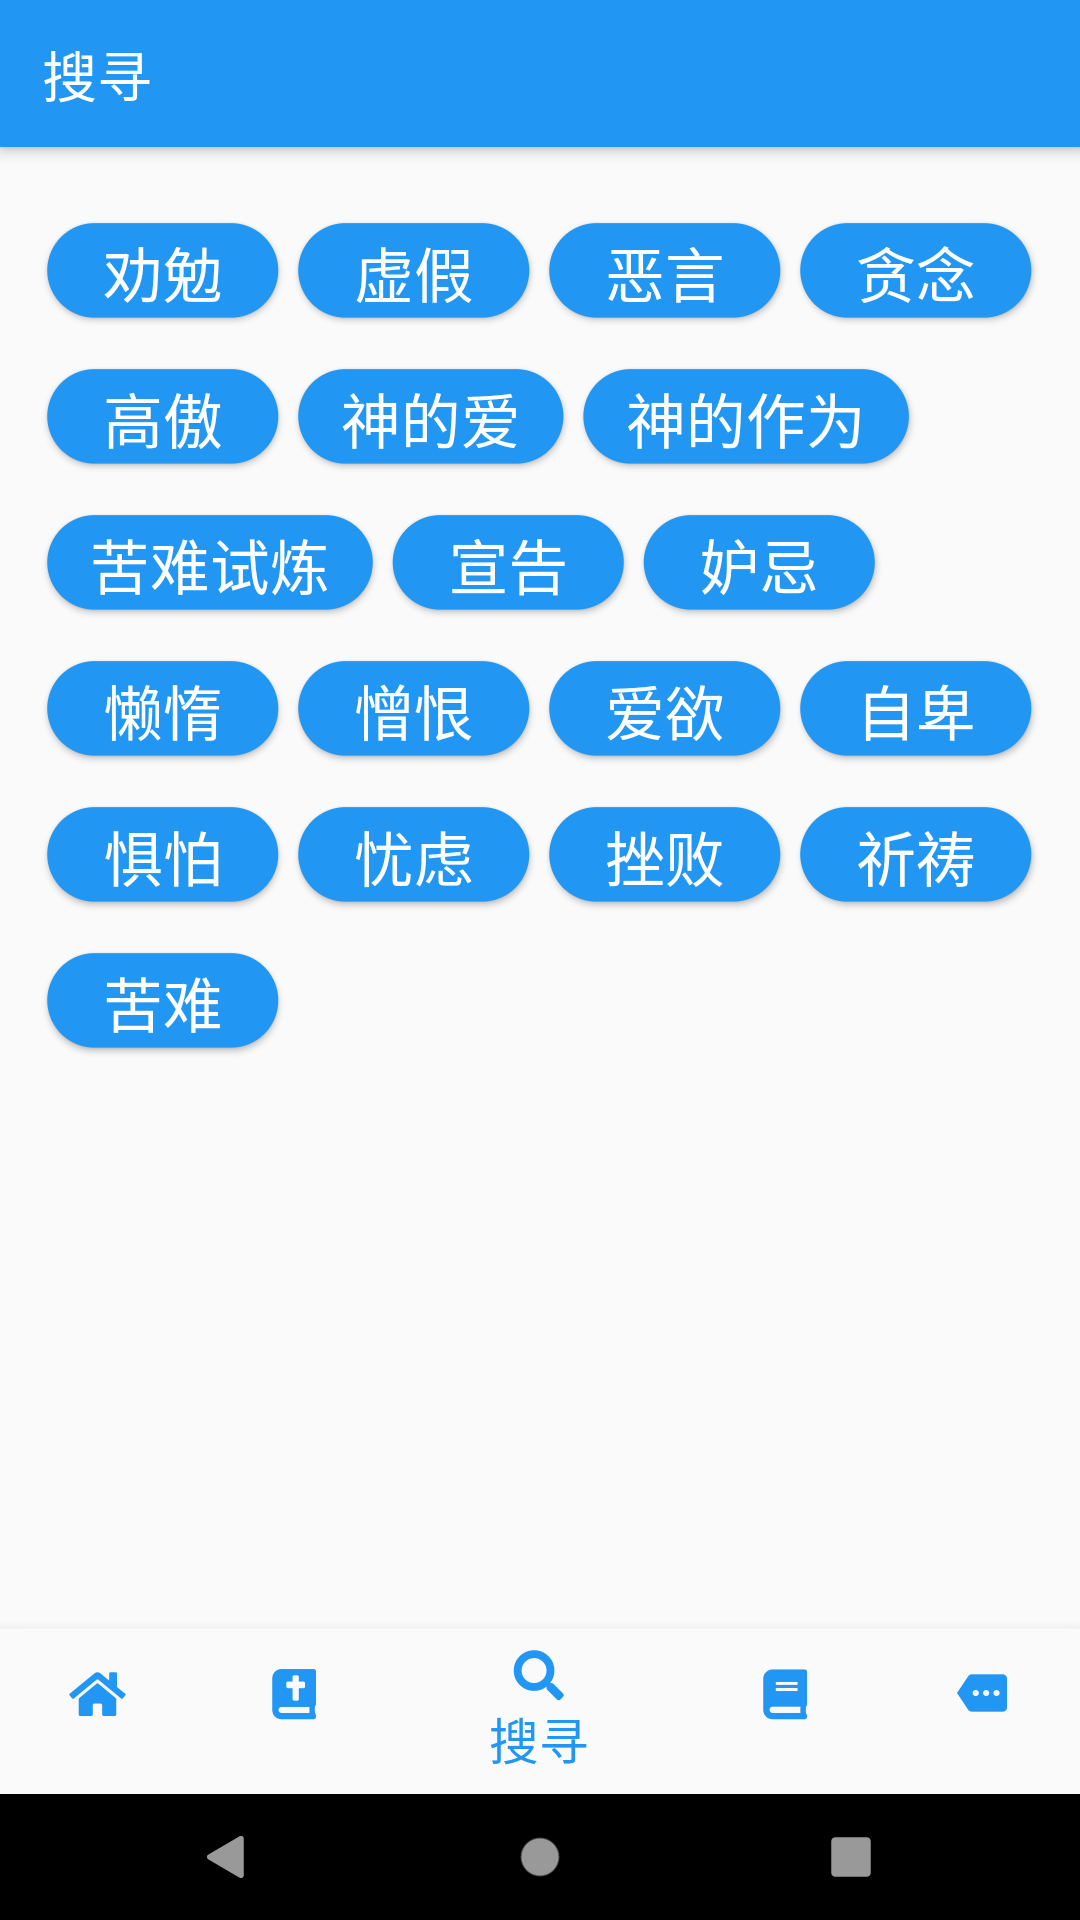 搜寻
劝勉 虚假 恶言 贪念
高傲 神的爱 神的作为
苦难试炼 宣告 妒忌
懒惰 憎恨 爱欲 自卑
惧怕 忧虑 挫败 祈祷
苦难
搜寻